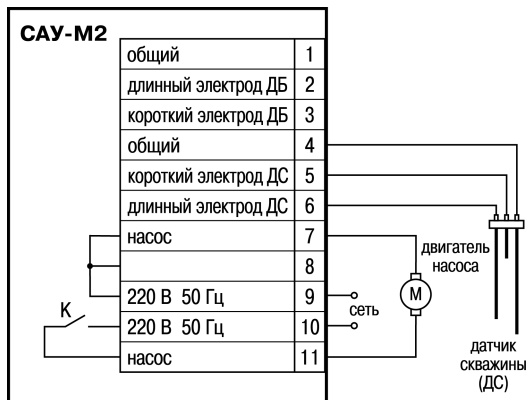 САУ-М2
общий 1
длинный электрод ДБ 2
короткий электрод ДБ 3
общий 4
короткий электрод ДС 5
длинный электрод ДС 6
насос 7
8
220 В 50 Гц 9
220 В 50 Гц 10
насос 11
K
сеть
двигатель
насоса
M
датчик
скважины
(ДС)